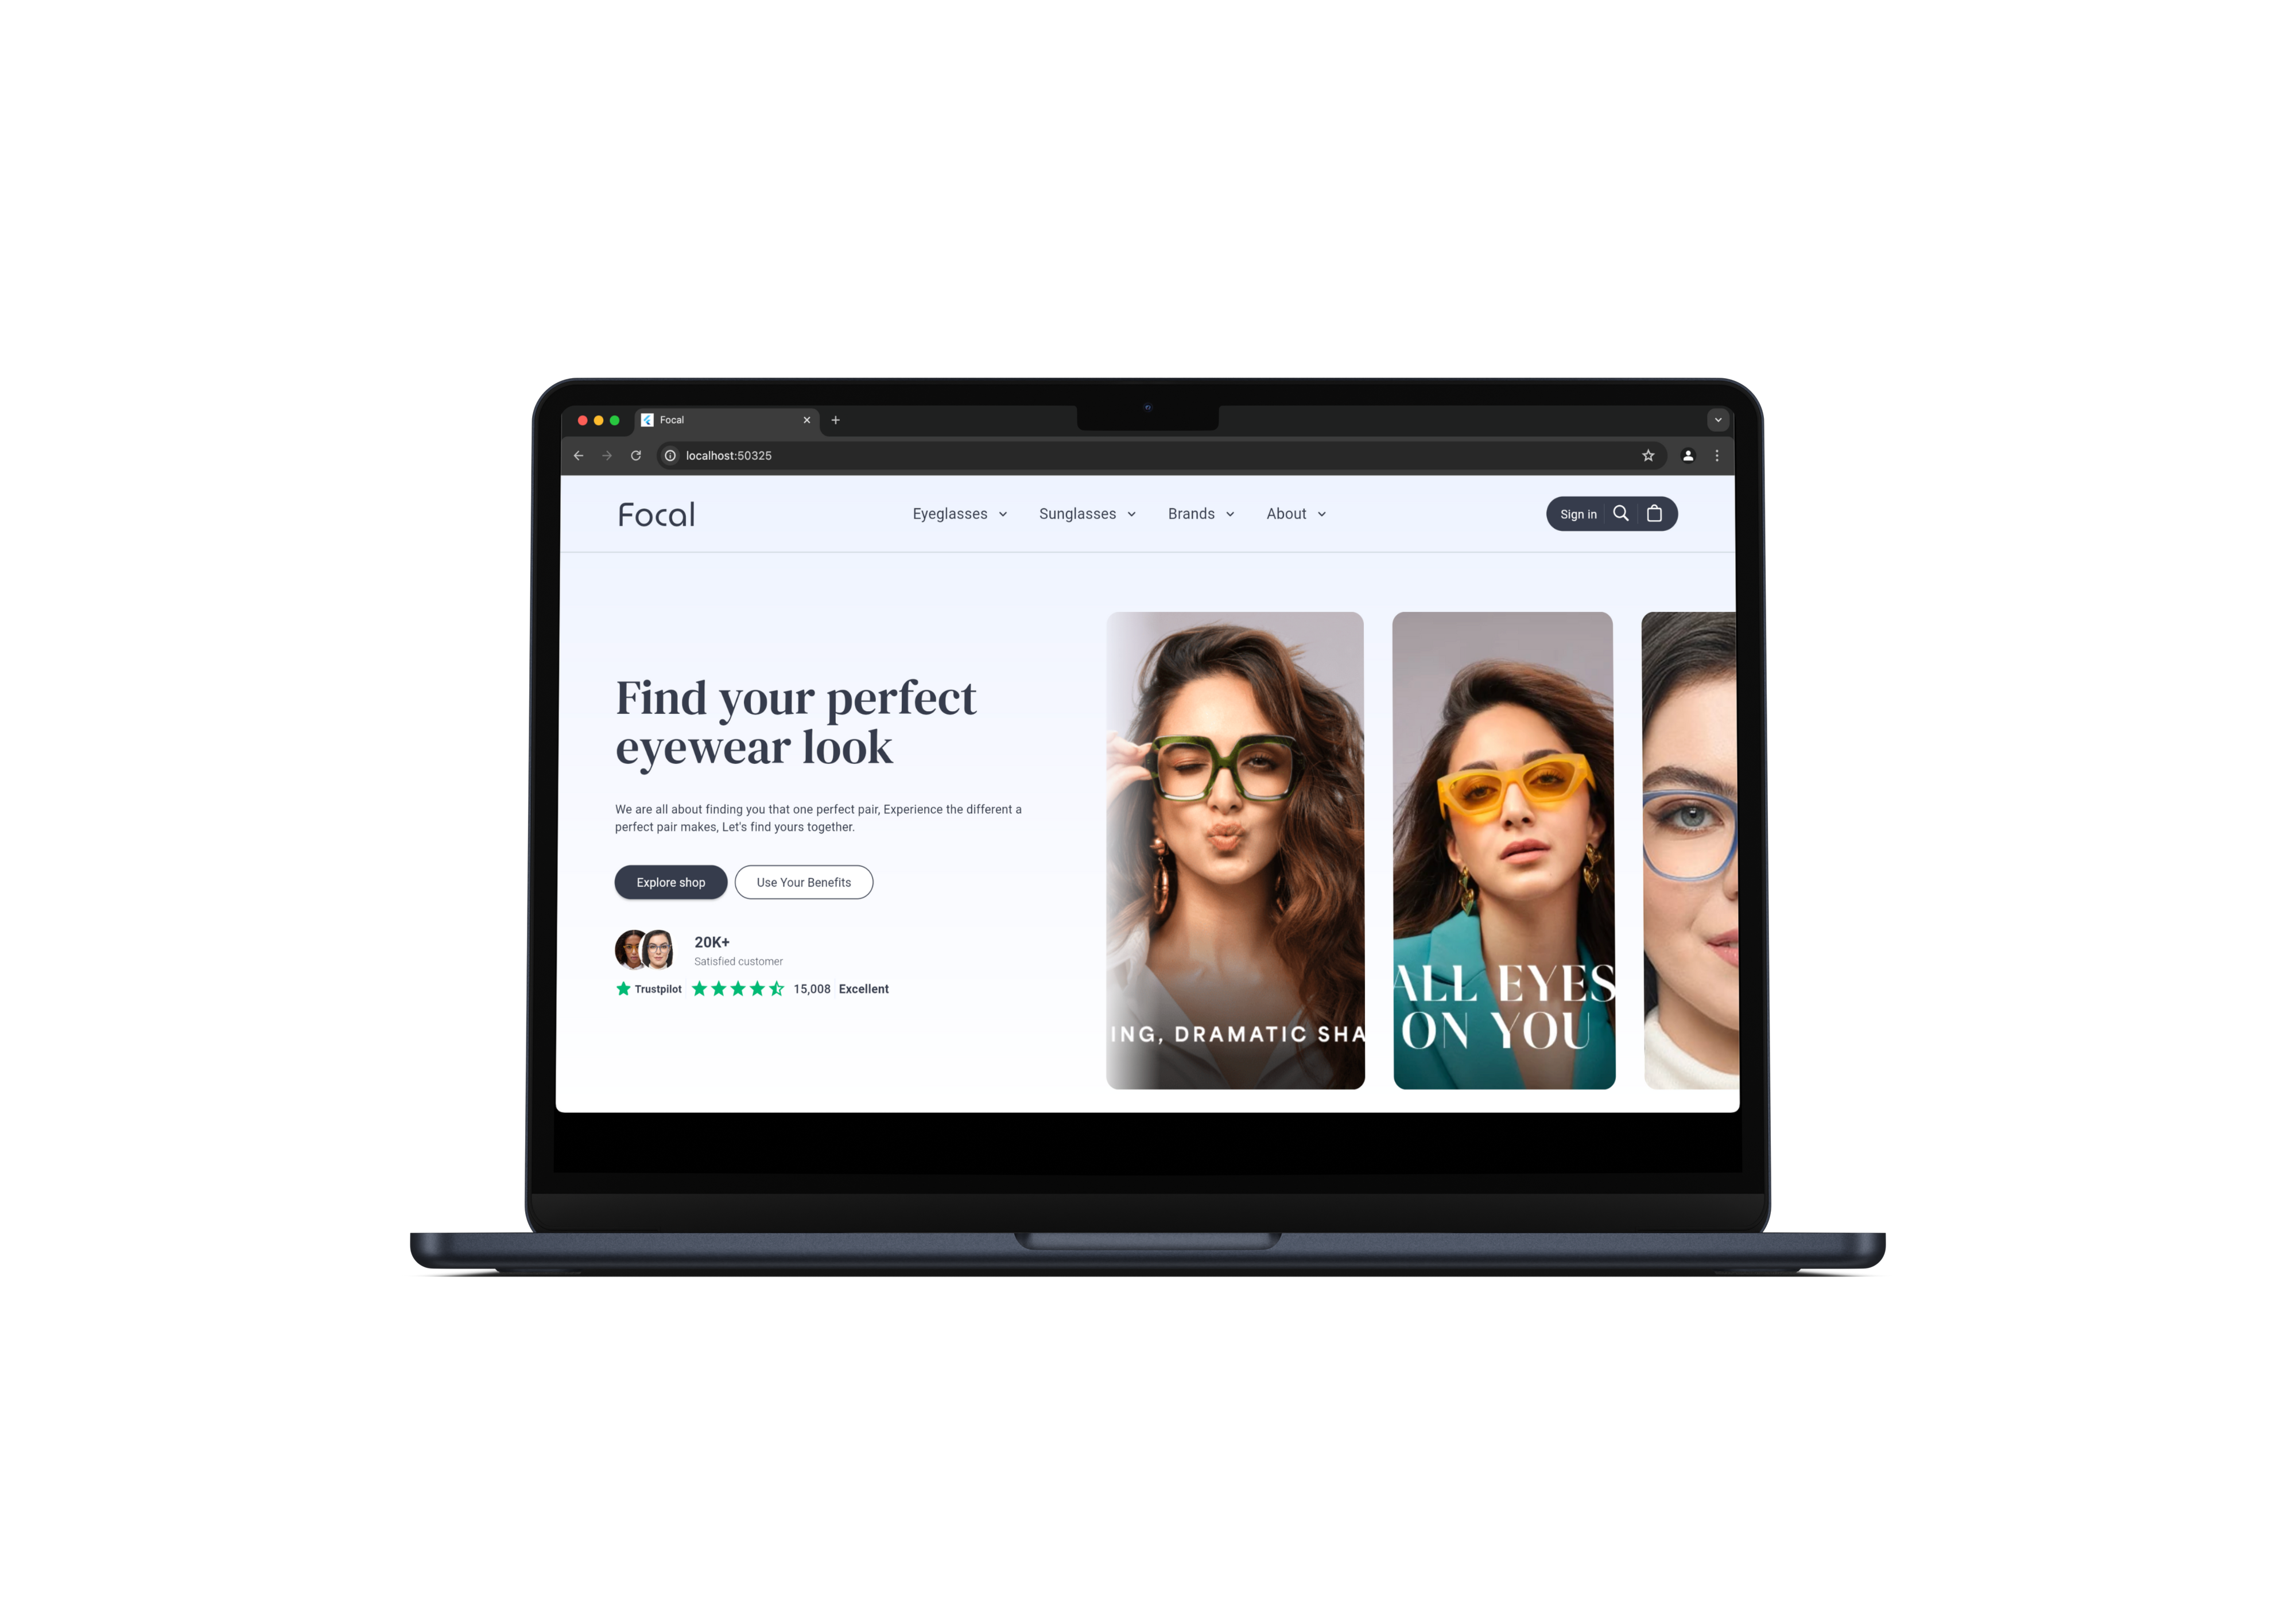 Focal
localhost:50325
Focal
Eyeglasses
Sunglasses
Brands
About
Sign in
Find your perfect
eyewear look
We are all about finding you that one perfect pair, Experience the different a
perfect pair makes, Let's find yours together.
Explore shop
Use Your Benefits
20K+
Satisfied customer
Trustpilot
15,008
Excellent
ING, DRAMATIC SHA
ALL EYES
ON YOU